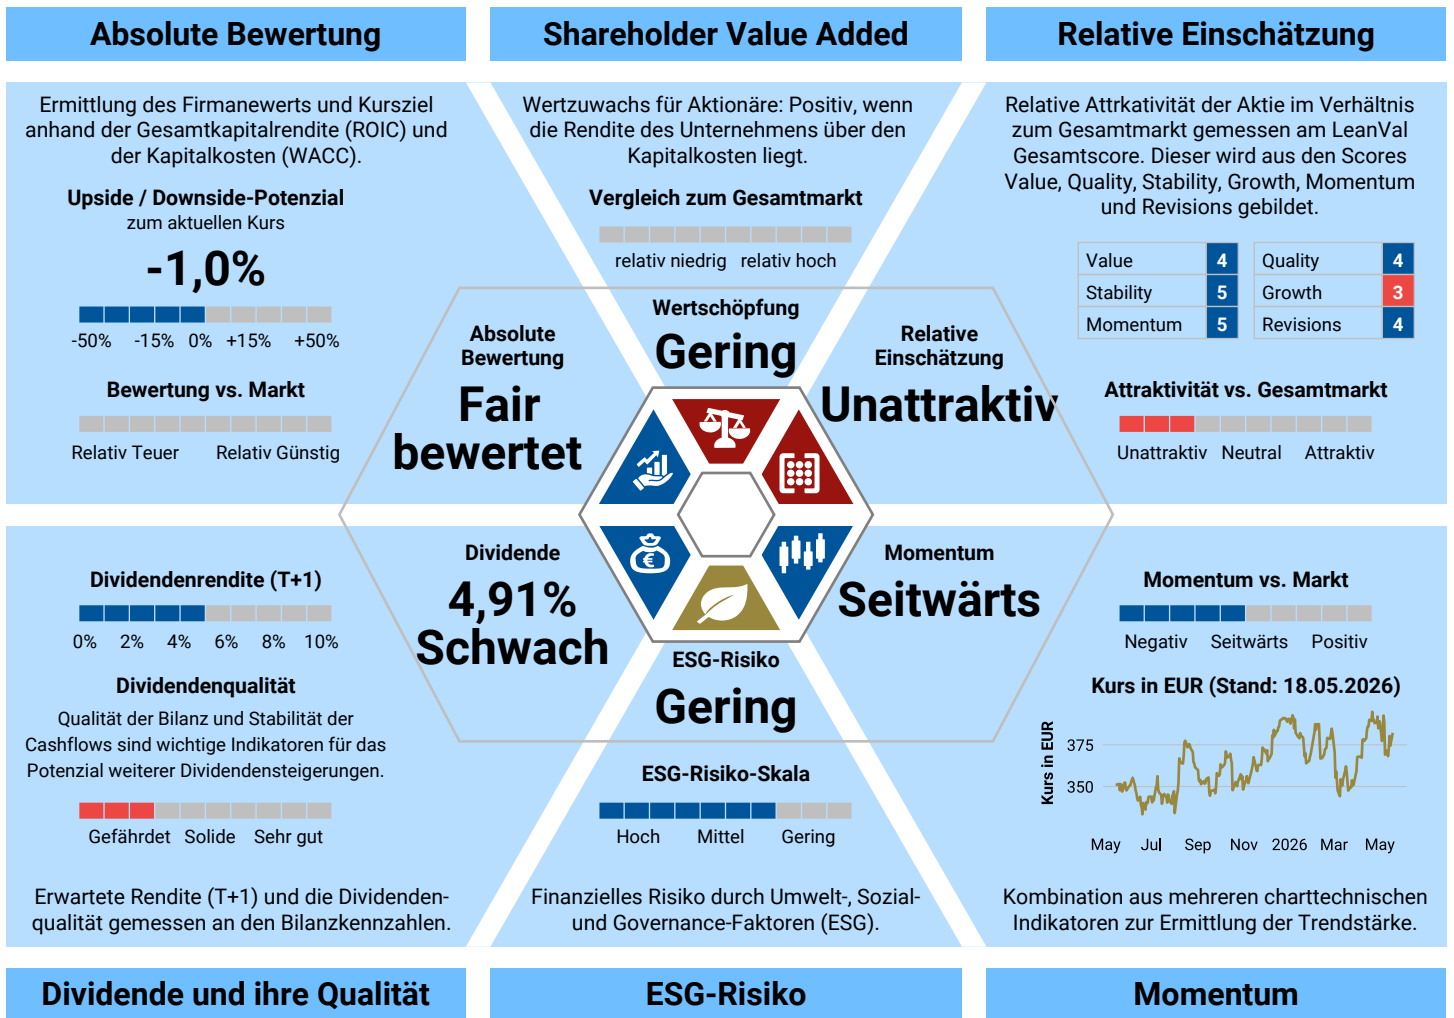 Absolute Bewertung
Shareholder Value Added
Relative Einschätzung
Ermittlung des Firmanewerts und Kursziel
anhand der Gesamtkapitalrendite (ROIC) und
der Kapitalkosten (WACC).
Upside / Downside-Potenzial
zum aktuellen Kurs
-1,0%
-50% -15% 0% +15% +50%
Bewertung vs. Markt
Relativ Teuer Relativ Günstig
Wertzuwachs für Aktionäre: Positiv, wenn
die Rendite des Unternehmens über den
Kapitalkosten liegt.
Vergleich zum Gesamtmarkt
relativ niedrig relativ hoch
Relative Attrkativität der Aktie im Verhältnis
zum Gesamtmarkt gemessen am LeanVal
Gesamtscore. Dieser wird aus den Scores
Value, Quality, Stability, Growth, Momentum
und Revisions gebildet.
Value 4 Quality 4
Stability 5 Growth 3
Momentum 5 Revisions 4
Attraktivität vs. Gesamtmarkt
Unattraktiv Neutral Attraktiv
Absolute
Bewertung
Fair
bewertet
Wertschöpfung
Gering
Relative
Einschätzung
Unattraktiv
Dividende
4,91%
Schwach
ESG-Risiko
Gering
Momentum
Seitwärts
Dividendenrendite (T+1)
0% 2% 4% 6% 8% 10%
Dividendenqualität
Qualität der Bilanz und Stabilität der
Cashflows sind wichtige Indikatoren für das
Potenzial weiterer Dividendensteigerungen.
Gefährdet Solide Sehr gut
Erwartete Rendite (T+1) und die Dividenden-
qualität gemessen an den Bilanzkennzahlen.
ESG-Risiko-Skala
Hoch Mittel Gering
Finanzielles Risiko durch Umwelt-, Sozial-
und Governance-Faktoren (ESG).
Momentum vs. Markt
Negativ Seitwärts Positiv
Kurs in EUR (Stand: 18.05.2026)
Kurs in EUR
375
350
May Jul Sep Nov 2026 Mar May
Kombination aus mehreren charttechnischen
Indikatoren zur Ermittlung der Trendstärke.
Dividende und ihre Qualität
ESG-Risiko
Momentum